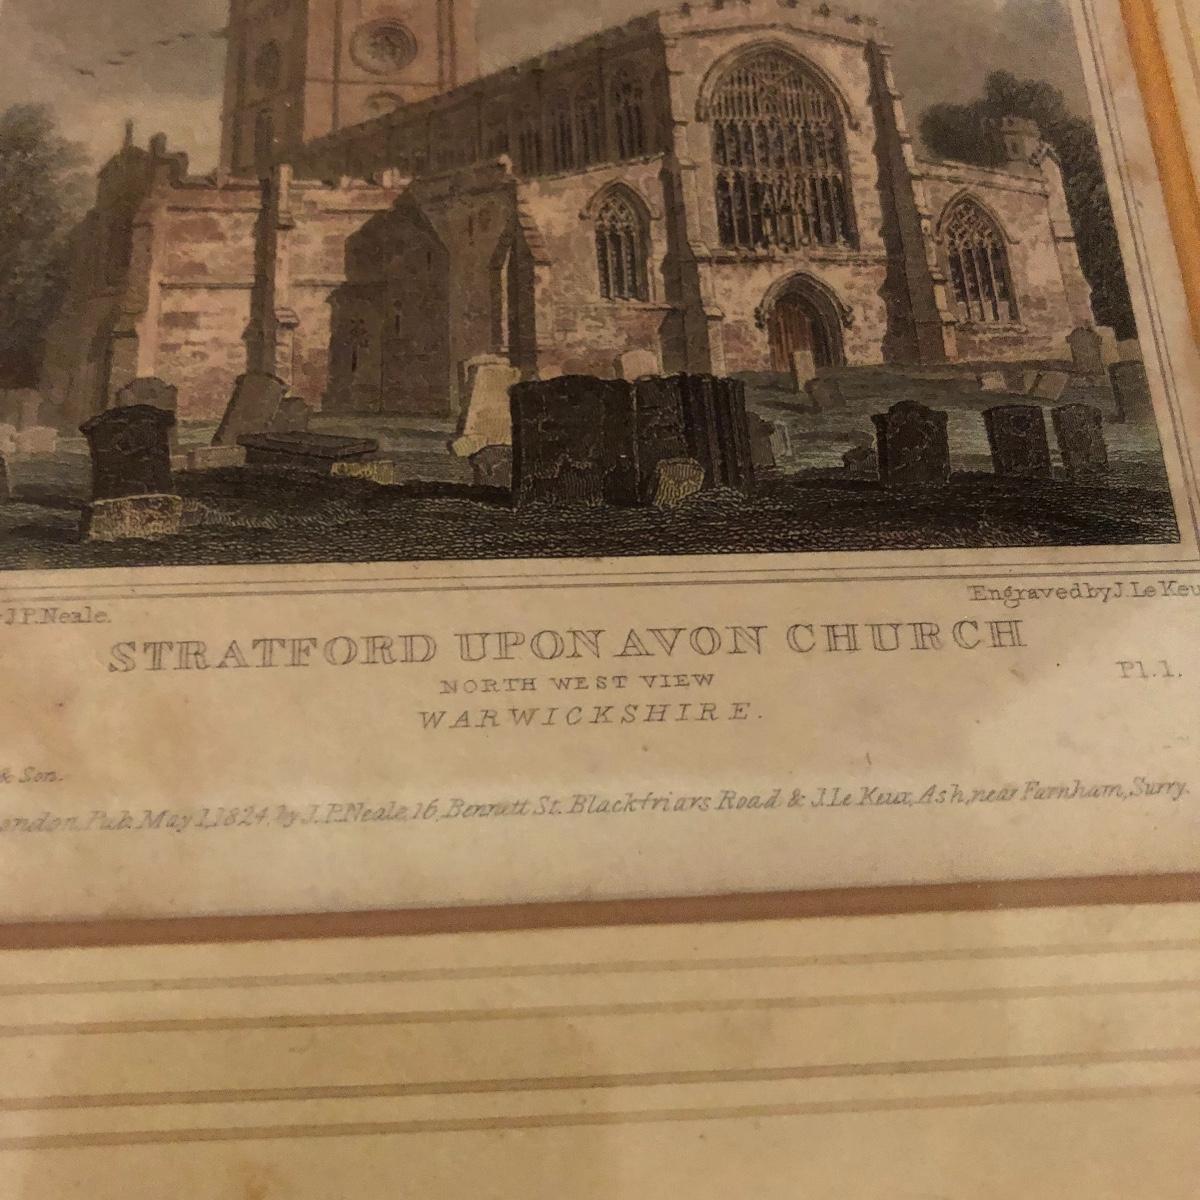 J.P. Neale.
Engraved by J. Le Keu
STRATFORD UPON AVON CHURCH
NORTH WEST VIEW
Pl. 1.
WARWICKSHIRE.
& Son.
ondon, Pub. May 1, 1824, by J.P. Neale, 16, Bennett St. Blackfriars Road & J. Le Keux, Ash, near Farnham, Surry.